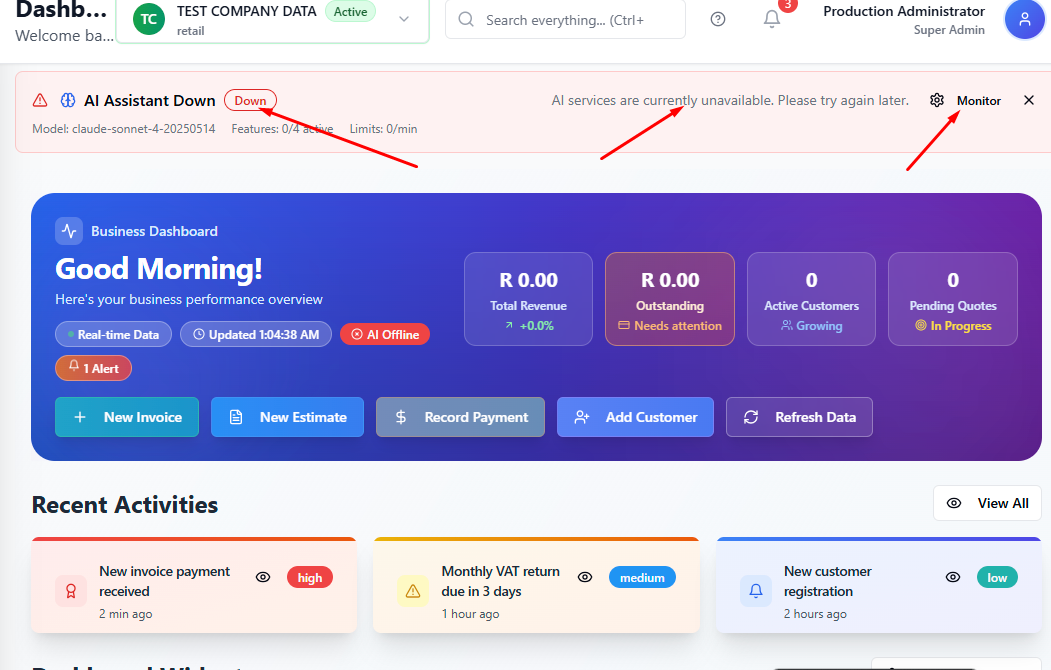 Dashb...
Welcome ba...
TC
TEST COMPANY DATA
Active
retail
Search everything... (Ctrl+
3
Production Administrator
Super Admin
AI Assistant Down
Down
AI services are currently unavailable. Please try again later.
Monitor
Model: claude-sonnet-4-20250514 Features: 0/4 active Limits: 0/min
Business Dashboard
Good Morning!
Here's your business performance overview
Real-time Data
Updated 1:04:38 AM
AI Offline
1 Alert
R 0.00
Total Revenue
+0.0%
R 0.00
Outstanding
Needs attention
0
Active Customers
Growing
0
Pending Quotes
In Progress
New Invoice
New Estimate
Record Payment
Add Customer
Refresh Data
Recent Activities
View All
New invoice payment
received
2 min ago
high
Monthly VAT return
due in 3 days
1 hour ago
medium
New customer
registration
2 hours ago
low